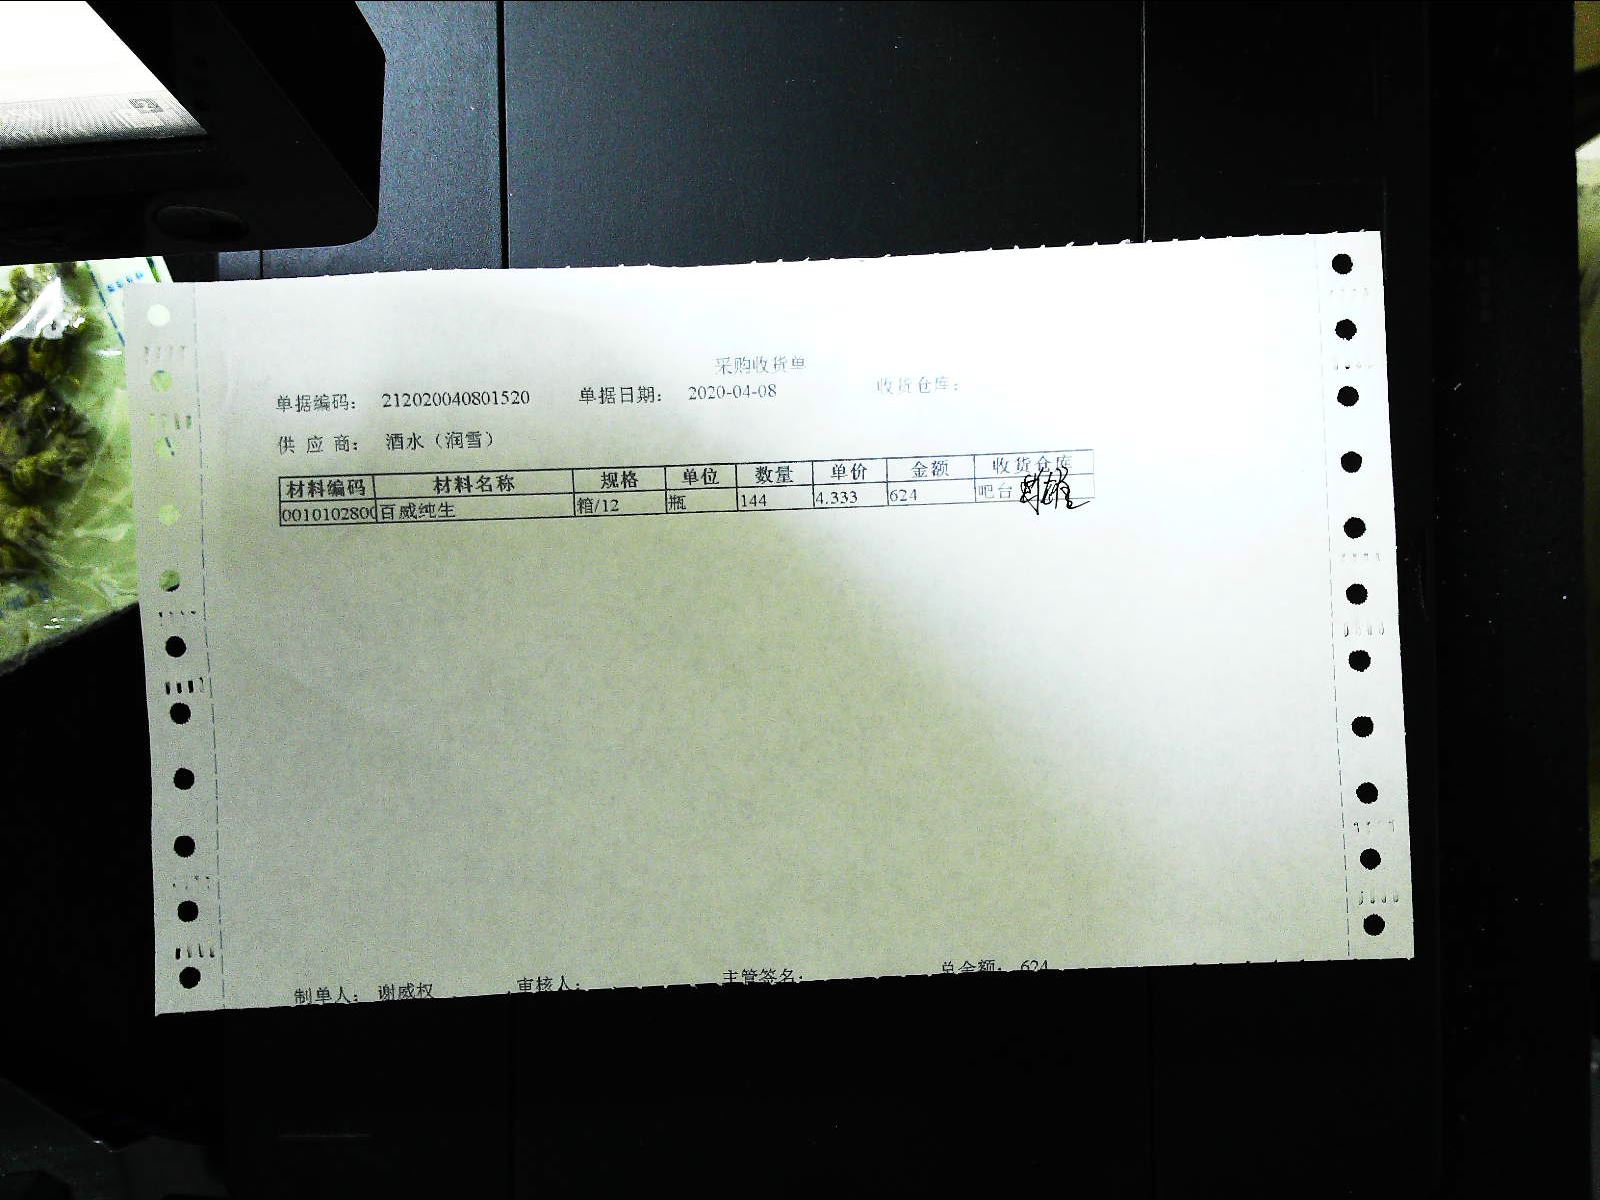 采购收货单
单据编码： 212020040801520 单据日期： 2020-04-08 收货仓库：
供 应 商： 酒水（润雪）
材料编码 材料名称 规格 单位 数量 单价 金额 收货仓库
0010102800 百威纯生 箱/12 瓶 144 4.333 624 吧台
制单人： 谢威权 审核人： 主管签名： 总金额： 624